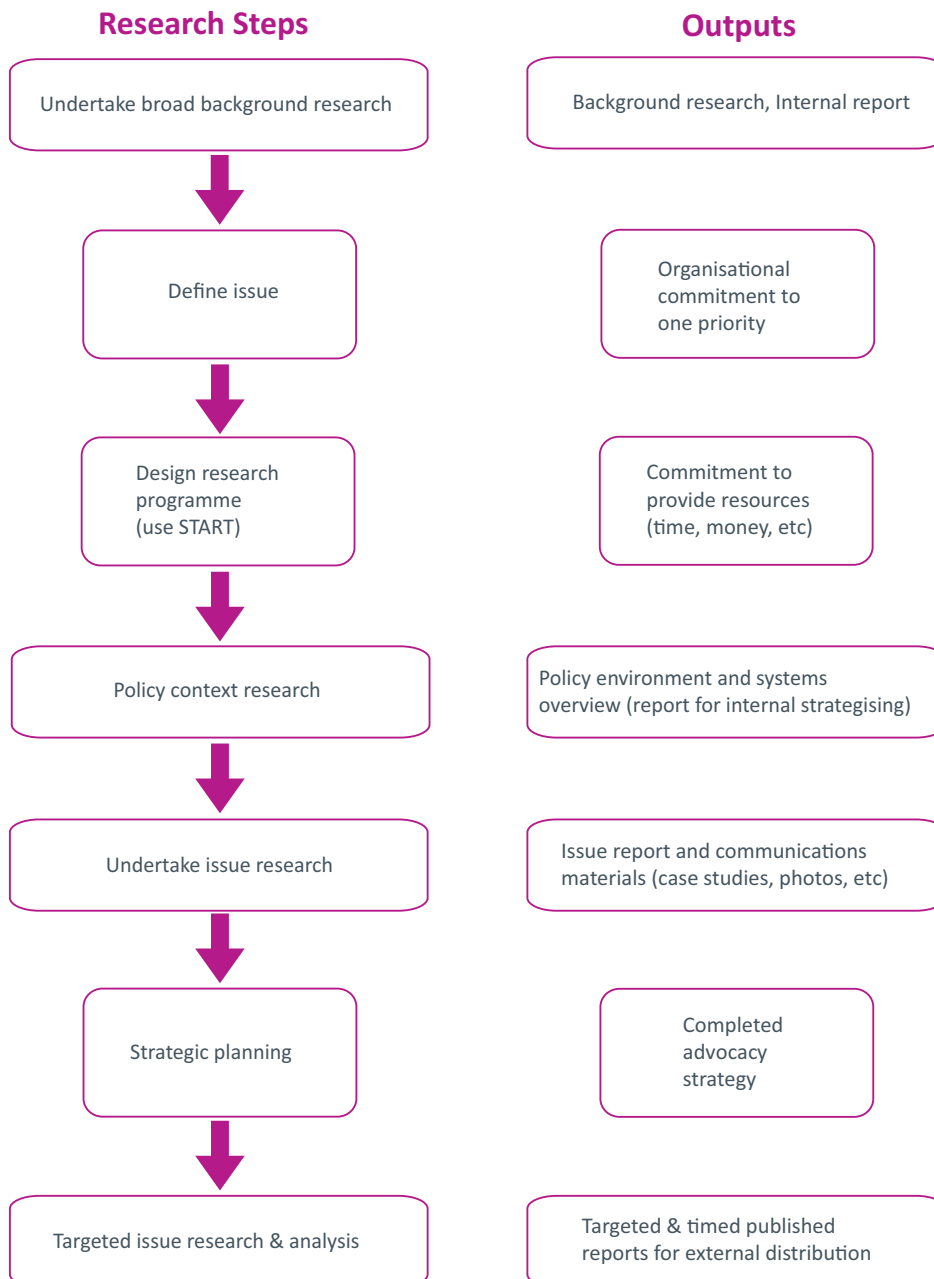 Research Steps
Outputs
Undertake broad background research
Background research, Internal report
Define issue
Organisational
commitment to
one priority
Design research
programme
(use START)
Commitment to
provide resources
(time, money, etc)
Policy context research
Policy environment and systems
overview (report for internal strategising)
Undertake issue research
Issue report and communications
materials (case studies, photos, etc)
Strategic planning
Completed
advocacy
strategy
Targeted issue research & analysis
Targeted & timed published
reports for external distribution